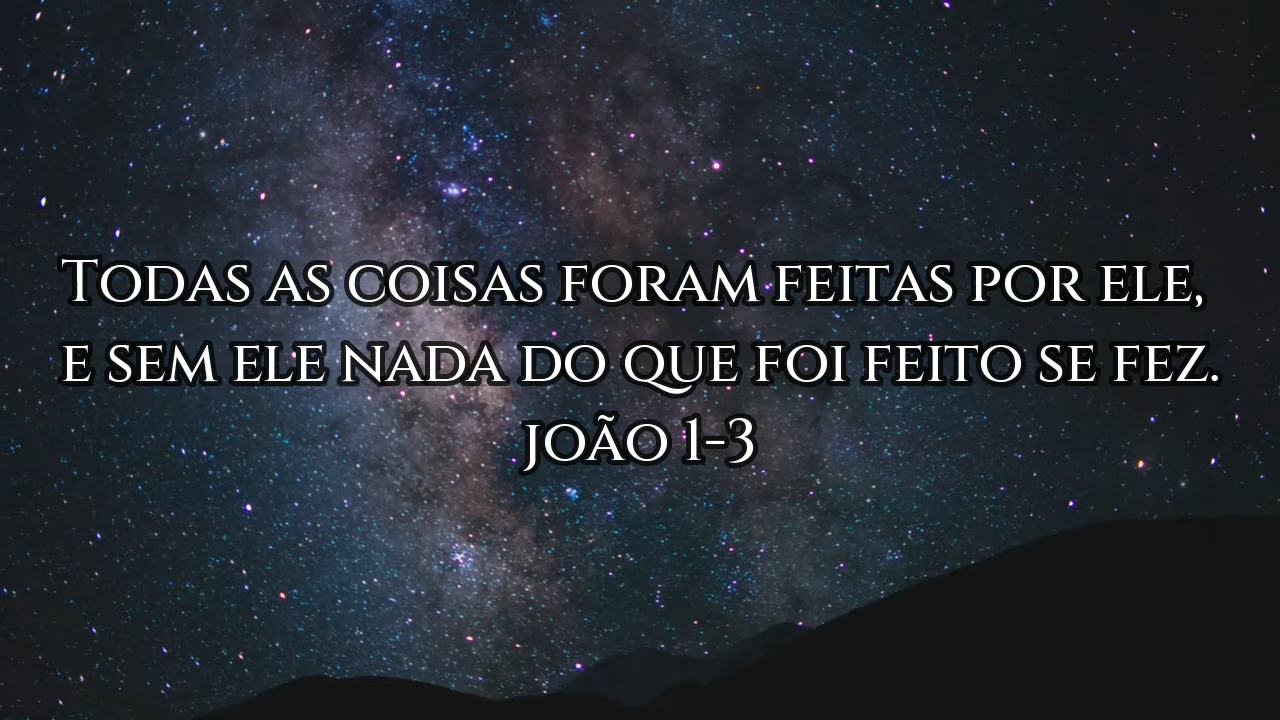 Todas as coisas foram feitas por ele,
e sem ele nada do que foi feito se fez.
João 1-3